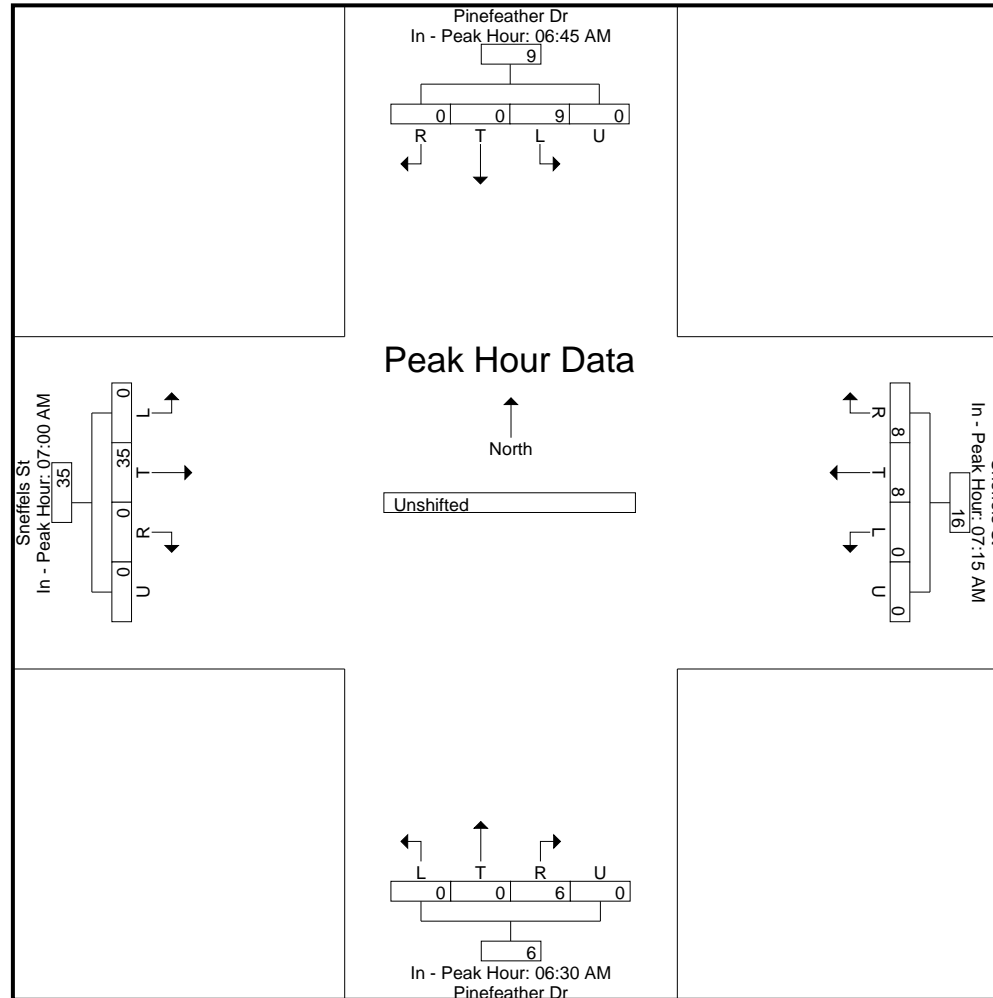 Pinefeather Dr
In - Peak Hour: 06:45 AM
9
0 0 9 0
R T L U
Peak Hour Data
North
Unshifted
Sneffels St
In - Peak Hour: 07:00 AM
35
0 35 0 0
L T R U
In - Peak Hour: 07:15 AM
16
8 8 0 0
R T L U
L T R U
0 0 6 0
6
In - Peak Hour: 06:30 AM
Pinefeather Dr